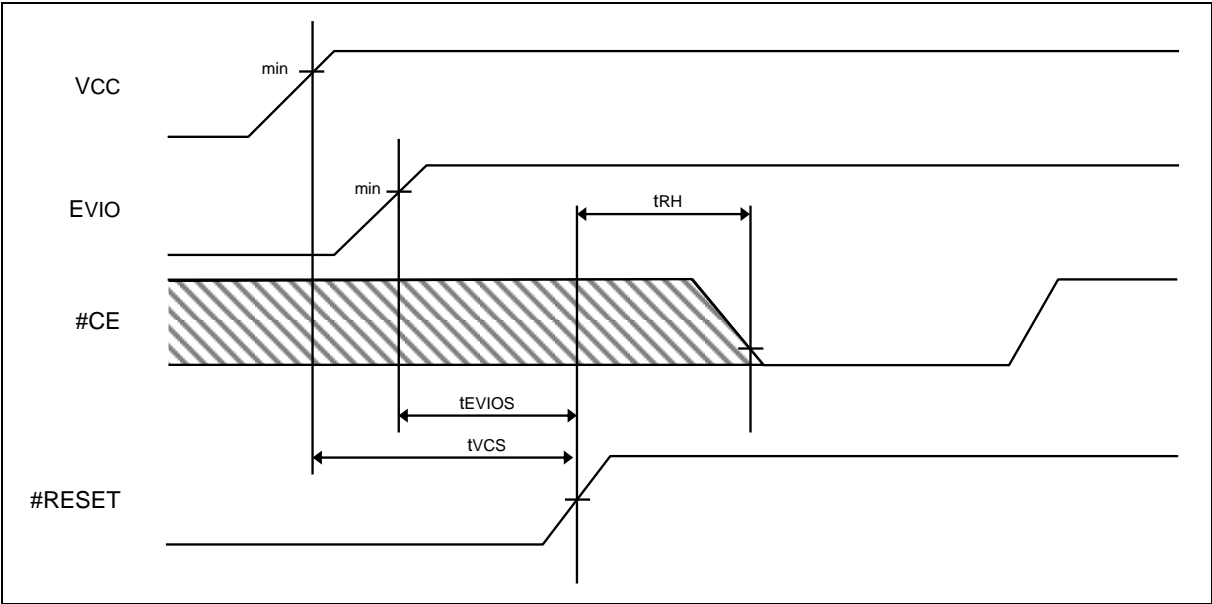 min
VCC
min
EVIO
tRH
#CE
tEVIOS
tVCS
#RESET